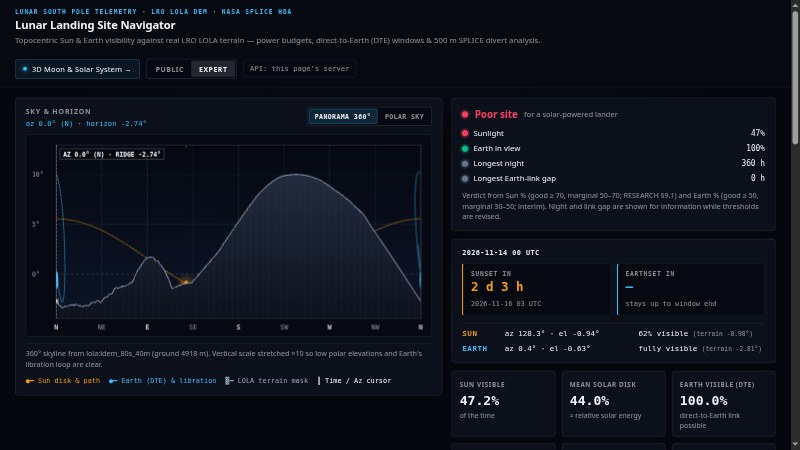 LUNAR SOUTH POLE TELEMETRY · LRO LOLA DEM · NASA SPLICE HDA
Lunar Landing Site Navigator
Topocentric Sun & Earth visibility against real LRO LOLA terrain — power budgets, direct-to-Earth (DTE) windows & 500 m SPLICE divert analysis.
3D Moon & Solar System →
PUBLIC EXPERT
API: this page's server
SKY & HORIZON
az 0.0° (N) · horizon -2.74°
PANORAMA 360° POLAR SKY
AZ 0.0° (N) · RIDGE -2.74°
10°
5°
0°
N NE E SE S SW W NW N
360° skyline from lola:ldem_80s_40m (ground 4918 m). Vertical scale stretched ×10 so low polar elevations and Earth's
libration loop are clear.
Sun disk & path Earth (DTE) & libration LOLA terrain mask Time / Az cursor
Poor site for a solar-powered lander
Sunlight 47%
Earth in view 100%
Longest night 360 h
Longest Earth-link gap 0 h
Verdict from Sun % (good ≥ 70, marginal 50–70; RESEARCH §9.1) and Earth % (good ≥ 50,
marginal 30–50; interim). Night and link gap are shown for information while thresholds
are revised.
2026-11-14 00 UTC
SUNSET IN
2 d 3 h
2026-11-16 03 UTC
EARTHSET IN
—
stays up to window end
SUN az 120.3° · el -0.94° 62% visible (terrain -0.98°)
EARTH az 0.4° · el -0.63° fully visible (terrain -2.81°)
SUN VISIBLE
47.2%
of the time
MEAN SOLAR DISK
44.0%
≈ relative solar energy
EARTH VISIBLE (DTE)
100.0%
direct-to-Earth link
possible